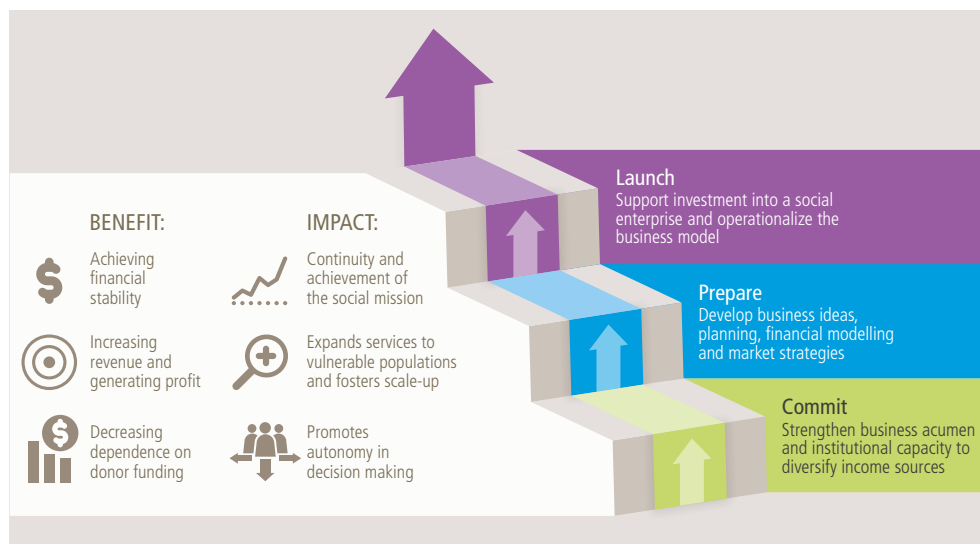 BENEFIT:
Achieving
financial
stability
Increasing
revenue and
generating profit
Decreasing
dependence on
donor funding
IMPACT:
Continuity and
achievement of
the social mission
Expands services to
vulnerable populations
and fosters scale-up
Promotes
autonomy in
decision making
Launch
Support investment into a social
enterprise and operationalize the
business model
Prepare
Develop business ideas,
planning, financial modelling
and market strategies
Commit
Strengthen business acumen
and institutional capacity to
diversify income sources